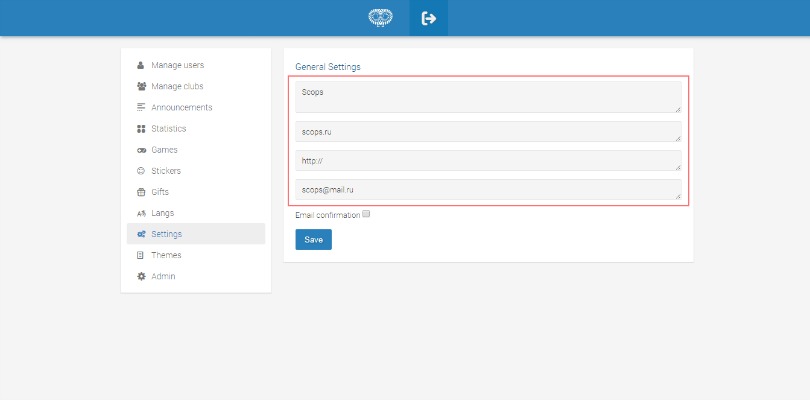 Manage users
Manage clubs
Announcements
Statistics
Games
Stickers
Gifts
Langs
Settings
Themes
Admin
General Settings
Scops
scops.ru
http://
scops@mail.ru
Email confirmation
Save